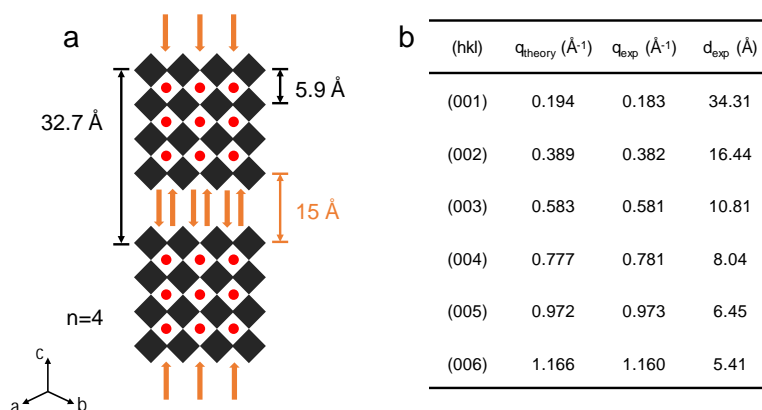 a
32.7 Å
5.9 Å
15 Å
n=4
c
a
b
b
(hkl) q_theory (Å⁻¹) q_exp (Å⁻¹) d_exp (Å)
(001) 0.194 0.183 34.31
(002) 0.389 0.382 16.44
(003) 0.583 0.581 10.81
(004) 0.777 0.781 8.04
(005) 0.972 0.973 6.45
(006) 1.166 1.160 5.41